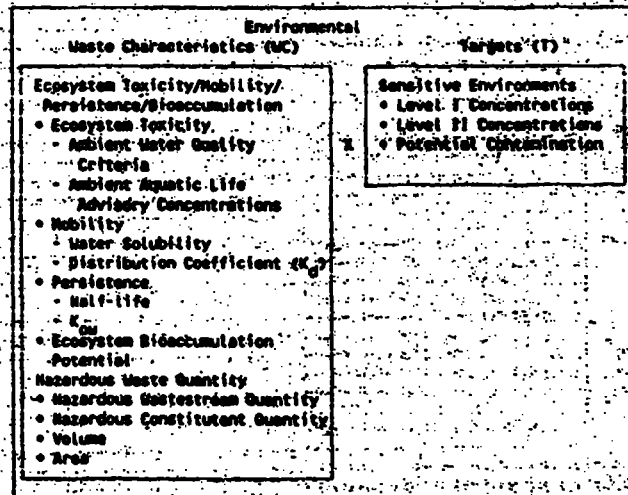 Environmental
Waste Characteristics (WC)
Targets (T)
Ecosystem Toxicity/Mobility/
Persistence/Bioaccumulation
• Ecosystem Toxicity
- Ambient Water Quality
Criteria
- Ambient Aquatic Life
Advisory Concentrations
• Mobility
- Water Solubility
- Distribution Coefficient (Kd)
• Persistence
- Half-life
- Kow
• Ecosystem Bioaccumulation
Potential
Hazardous Waste Quantity
• Hazardous Wastestream Quantity
• Hazardous Constitutent Quantity
• Volume
• Area
X
Sensitive Environments
• Level I Concentrations
• Level II Concentrations
• Potential Contamination